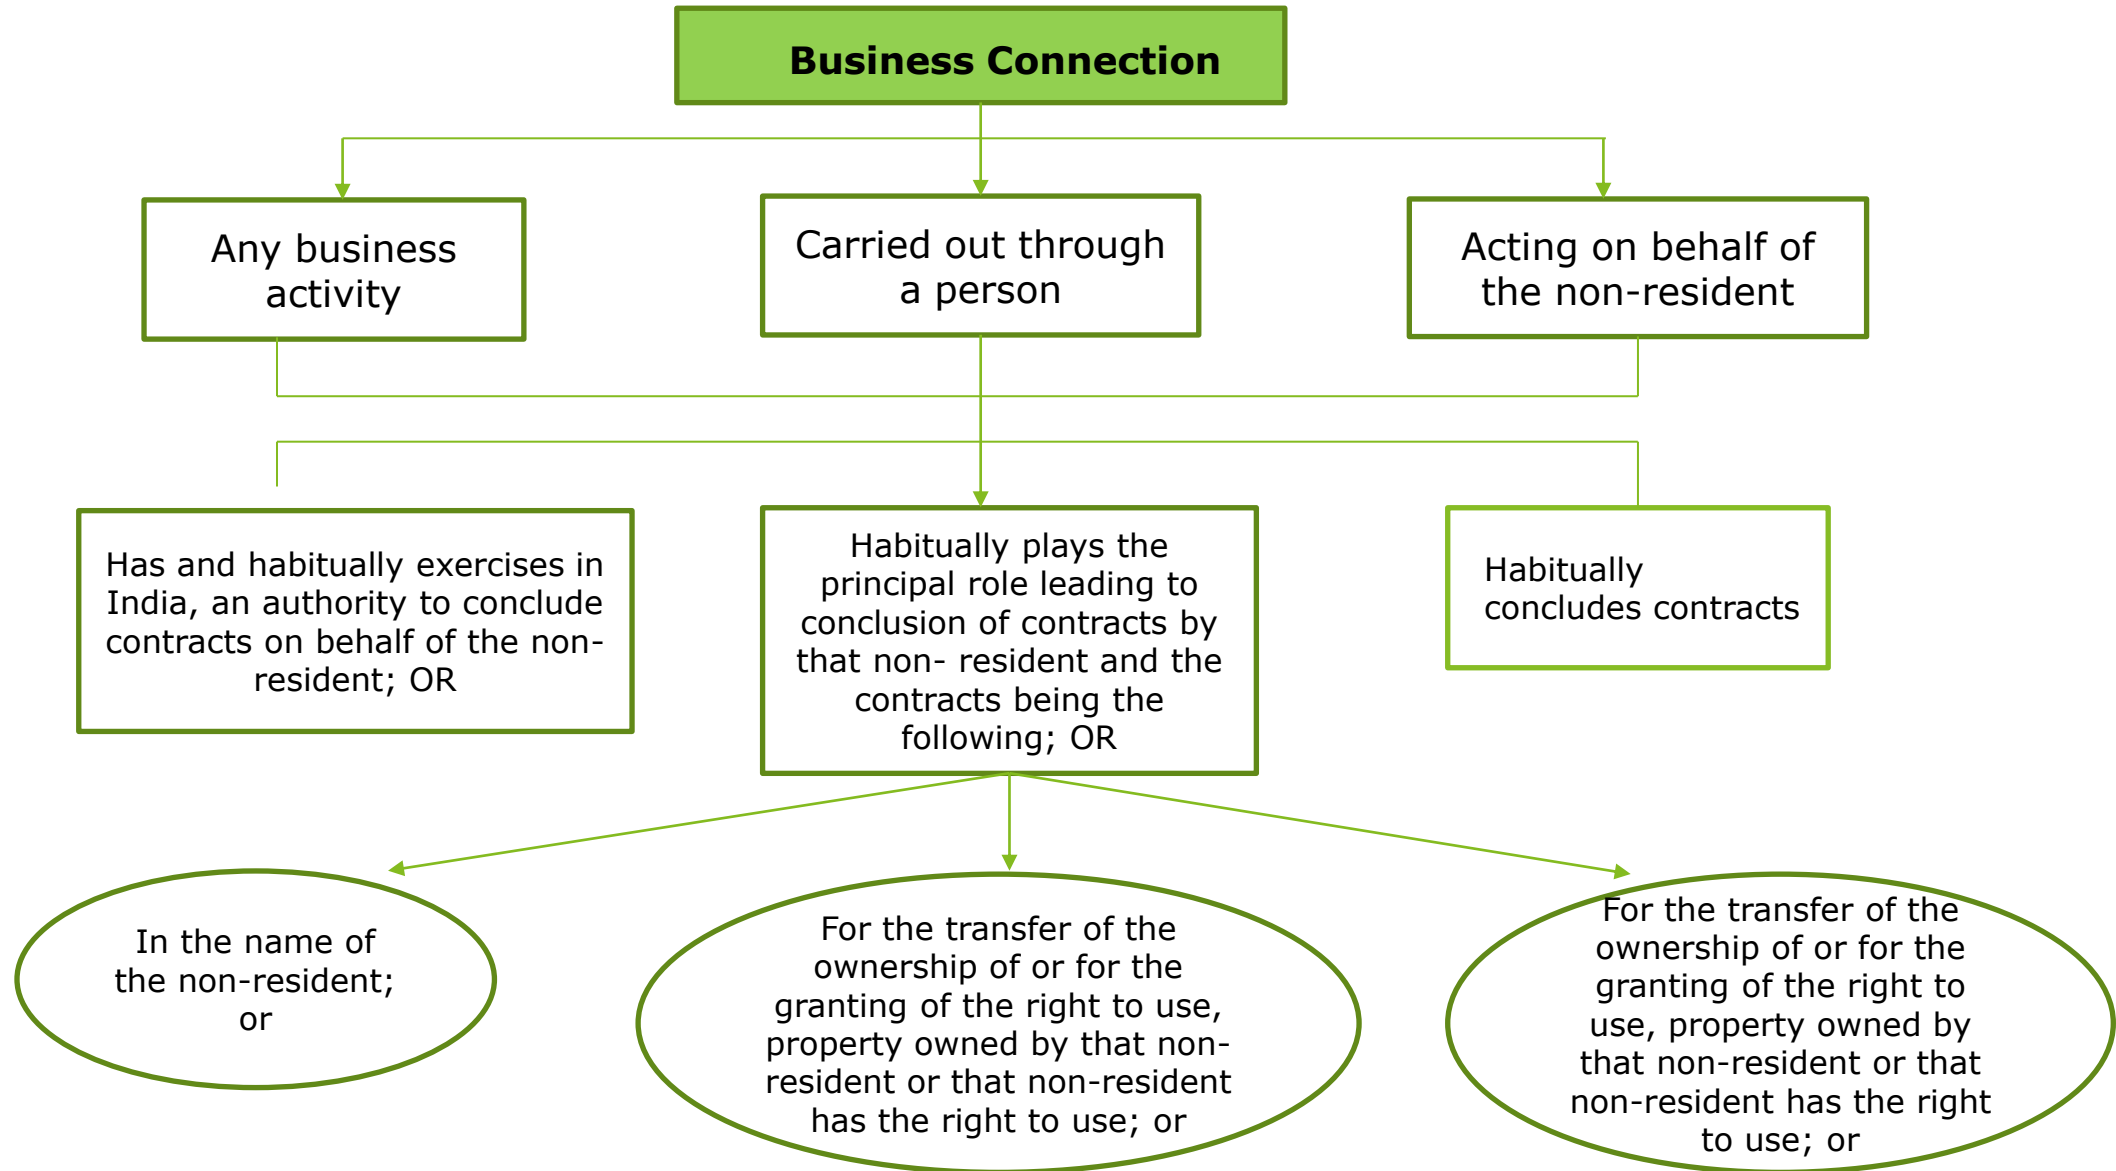 Business Connection
Any business
activity
Carried out through
a person
Acting on behalf of
the non-resident
Has and habitually exercises in
India, an authority to conclude
contracts on behalf of the non-
resident; OR
Habitually plays the
principal role leading to
conclusion of contracts by
that non- resident and the
contracts being the
following; OR
Habitually
concludes contracts
In the name of
the non-resident;
or
For the transfer of the
ownership of or for the
granting of the right to use,
property owned by that non-
resident or that non-resident
has the right to use; or
For the transfer of the
ownership of or for the
granting of the right to
use, property owned by
that non-resident or that
non-resident has the right
to use; or